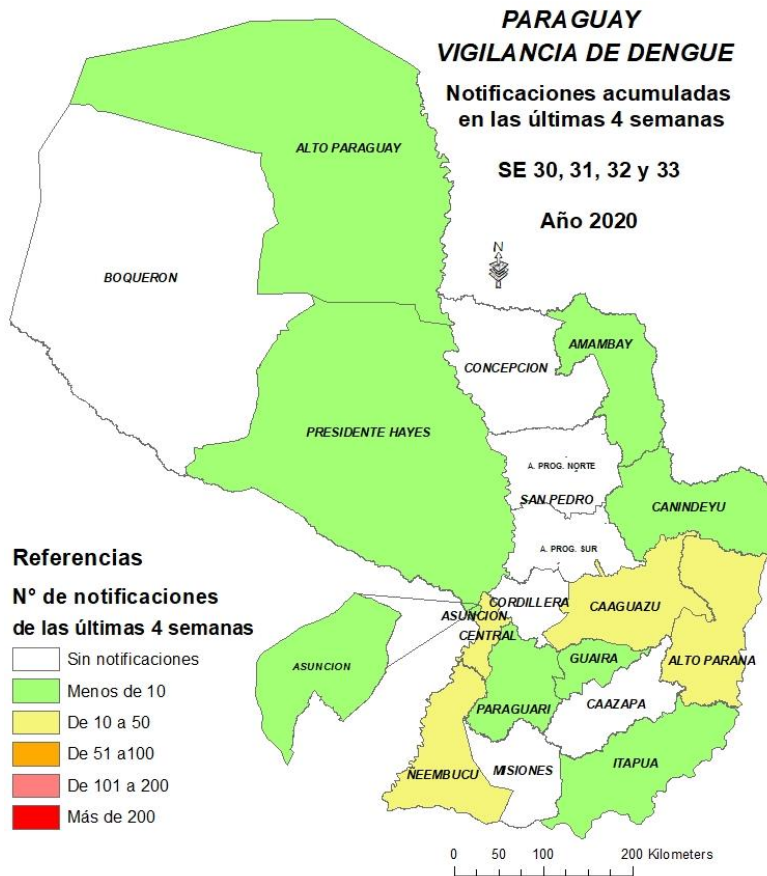 PARAGUAY
VIGILANCIA DE DENGUE
Notificaciones acumuladas
en las últimas 4 semanas
SE 30, 31, 32 y 33
Año 2020
N
ALTO PARAGUAY
BOQUERON
CONCEPCION
AMAMBAY
PRESIDENTE HAYES
A. PROG. NORTE
SAN PEDRO
CANINDEYU
A. PROG. SUR
CORDILLERA
CAAGUAZU
ASUNCION
CENTRAL
ASUNCION
GUAIRA
ALTO PARANA
PARAGUARI
CAAZAPA
NEEMBUCU
MISIONES
ITAPUA
Referencias
N° de notificaciones
de las últimas 4 semanas
Sin notificaciones
Menos de 10
De 10 a 50
De 51 a100
De 101 a 200
Más de 200
0 50 100 200 Kilometers